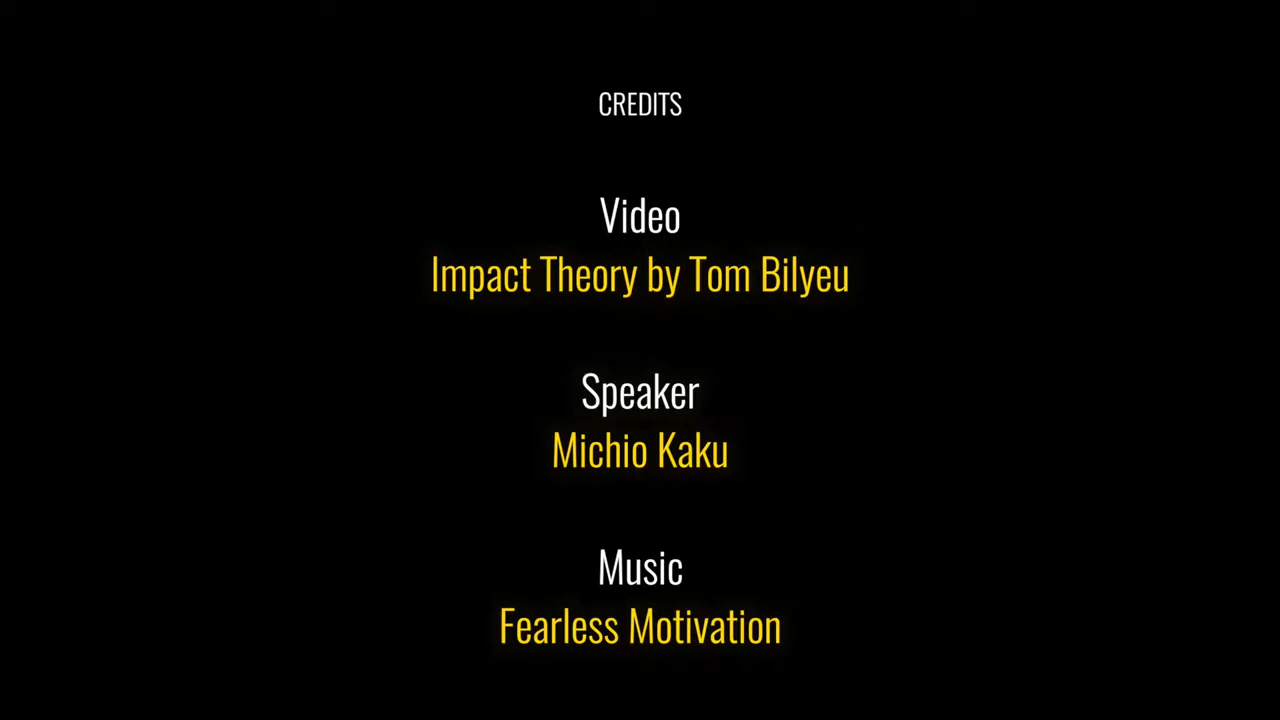 CREDITS
Video
Impact Theory by Tom Bilyeu
Speaker
Michio Kaku
Music
Fearless Motivation